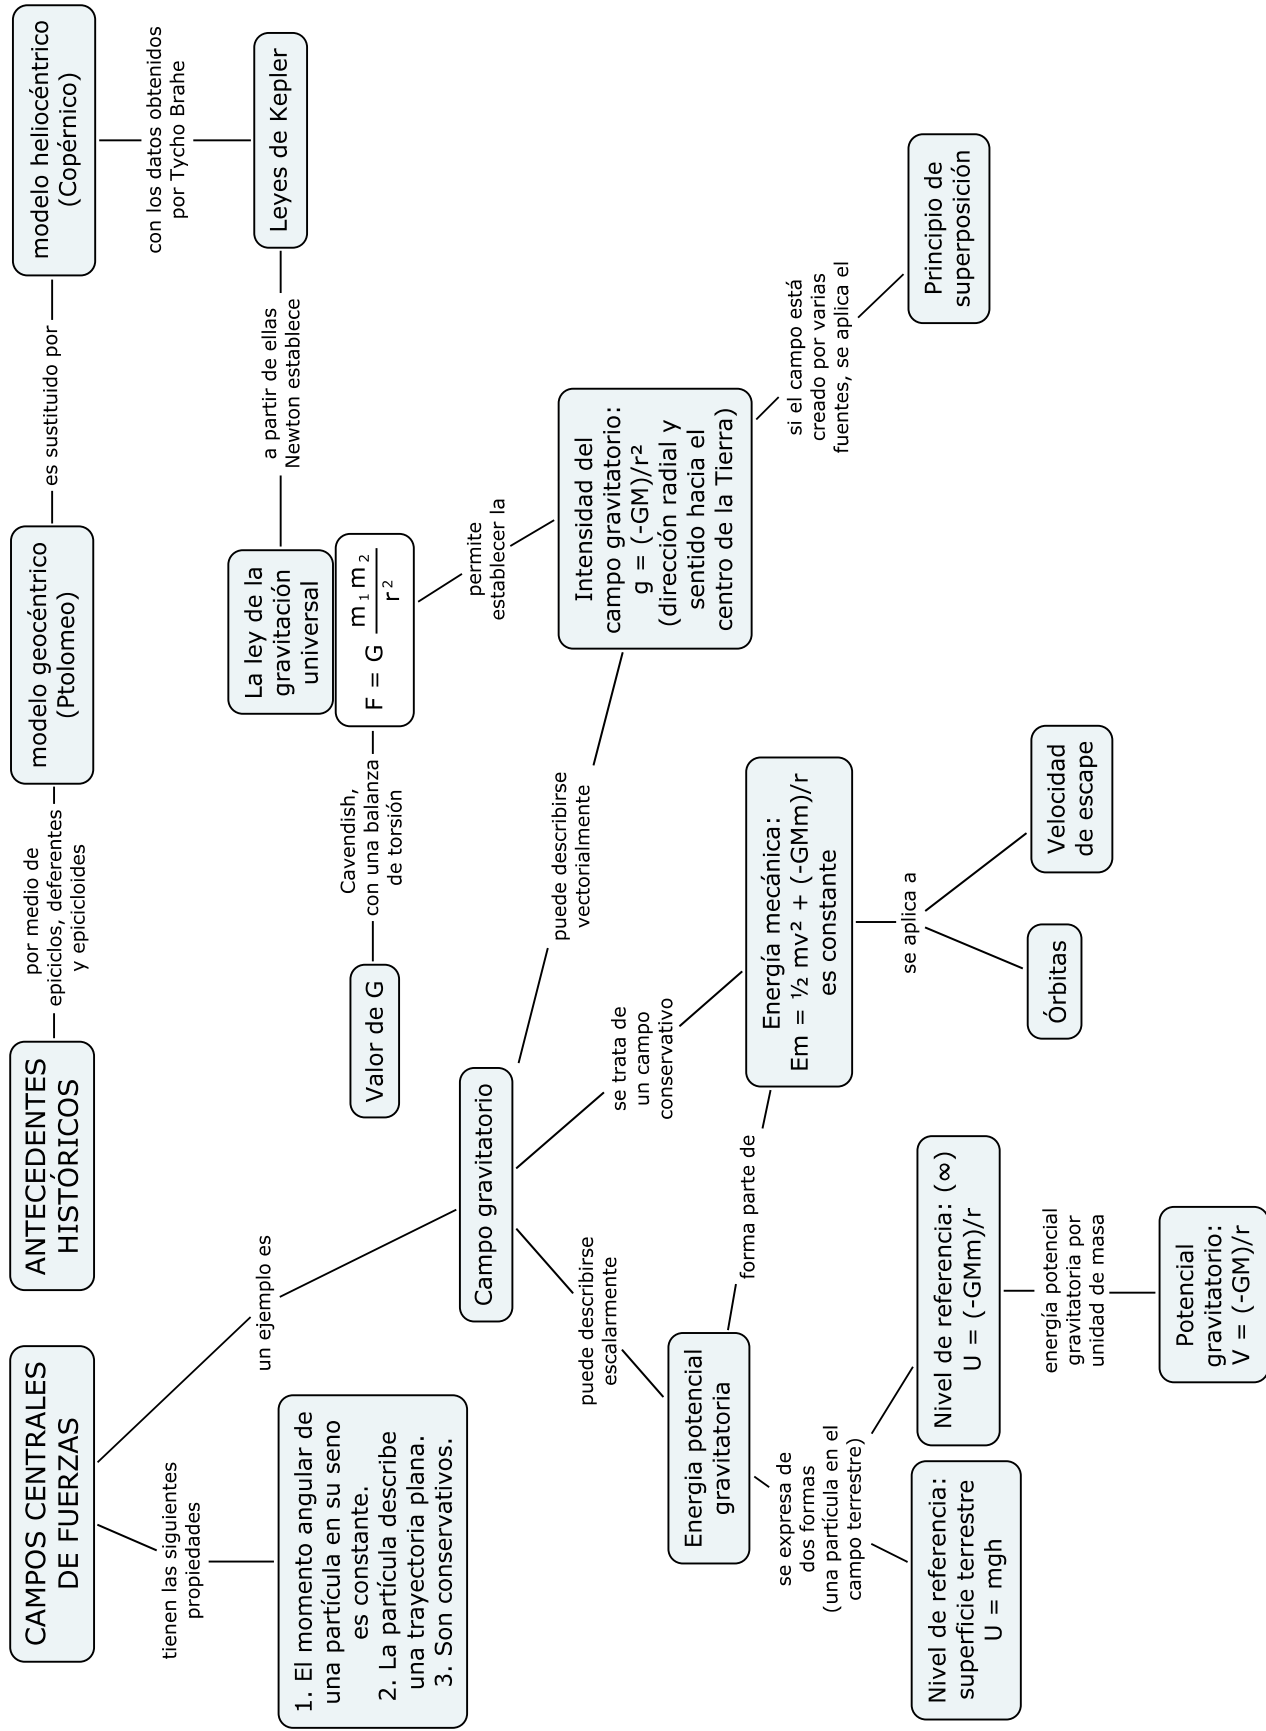 CAMPOS CENTRALES
DE FUERZAS
ANTECEDENTES
HISTÓRICOS
por medio de
epiciclos, deferentes
y epicicloides
modelo geocéntrico
(Ptolomeo)
es sustituido por
modelo heliocéntrico
(Copérnico)
con los datos obtenidos
por Tycho Brahe
Leyes de Kepler
a partir de ellas
Newton establece
La ley de la
gravitación
universal
F = G m₁ m₂ / r²
Cavendish,
con una balanza
de torsión
Valor de G
permite
establecer la
Intensidad del
campo gravitatorio:
g = (-GM)/r²
(dirección radial y
sentido hacia el
centro de la Tierra)
si el campo está
creado por varias
fuentes, se aplica el
Principio de
superposición
tienen las siguientes
propiedades
1. El momento angular de
una partícula en su seno
es constante.
2. La partícula describe
una trayectoria plana.
3. Son conservativos.
un ejemplo es
Campo gravitatorio
puede describirse
vectorialmente
puede describirse
escalarmente
se trata de
un campo
conservativo
Energía potencial
gravitatoria
forma parte de
Energía mecánica:
Em = ½ mv² + (-GMm)/r
es constante
se aplica a
Órbitas
Velocidad
de escape
se expresa de
dos formas
(una partícula en el
campo terrestre)
Nivel de referencia:
superficie terrestre
U = mgh
Nivel de referencia: (∞)
U = (-GMm)/r
energía potencial
gravitatoria por
unidad de masa
Potencial
gravitatorio:
V = (-GM)/r